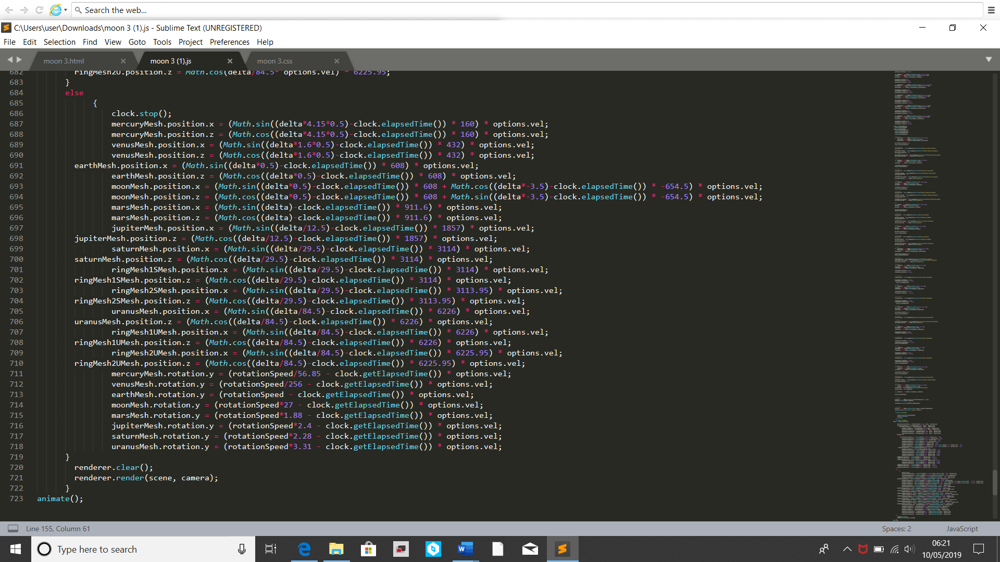 Search the web...
C:\Users\user\Downloads\moon 3 (1).js - Sublime Text (UNREGISTERED)
File Edit Selection Find View Goto Tools Project Preferences Help
moon 3.html moon 3 (1).js moon 3.css
682 ringMesh2U.position.z = Math.cos(delta/84.5* options.vel) * 6225.95;
683 }
684 else
685 {
686 clock.stop();
687 mercuryMesh.position.x = (Math.sin((delta*4.15*0.5)-clock.elapsedTime()) * 160) * options.vel;
688 mercuryMesh.position.z = (Math.cos((delta*4.15*0.5)-clock.elapsedTime()) * 160) * options.vel;
689 venusMesh.position.x = (Math.sin((delta*1.6*0.5)-clock.elapsedTime()) * 432) * options.vel;
690 venusMesh.position.z = (Math.cos((delta*1.6*0.5)-clock.elapsedTime()) * 432) * options.vel;
691 earthMesh.position.x = (Math.sin((delta*0.5)-clock.elapsedTime()) * 608) * options.vel;
692 earthMesh.position.z = (Math.cos((delta*0.5)-clock.elapsedTime()) * 608) * options.vel;
693 moonMesh.position.x = (Math.sin((delta*0.5)-clock.elapsedTime()) * 608 + Math.cos((delta*-3.5)-clock.elapsedTime()) * -654.5) * options.vel;
694 moonMesh.position.z = (Math.cos((delta*0.5)-clock.elapsedTime()) * 608 + Math.sin((delta*-3.5)-clock.elapsedTime()) * -654.5) * options.vel;
695 marsMesh.position.x = (Math.sin((delta)-clock.elapsedTime()) * 911.6) * options.vel;
696 marsMesh.position.z = (Math.cos((delta)-clock.elapsedTime()) * 911.6) * options.vel;
697 jupiterMesh.position.x = (Math.sin((delta/12.5)-clock.elapsedTime()) * 1857) * options.vel;
698 jupiterMesh.position.z = (Math.cos((delta/12.5)-clock.elapsedTime()) * 1857) * options.vel;
699 saturnMesh.position.x = (Math.sin((delta/29.5)-clock.elapsedTime()) * 3114) * options.vel;
700 saturnMesh.position.z = (Math.cos((delta/29.5)-clock.elapsedTime()) * 3114) * options.vel;
701 ringMesh1SMesh.position.x = (Math.sin((delta/29.5)-clock.elapsedTime()) * 3114) * options.vel;
702 ringMesh1SMesh.position.z = (Math.cos((delta/29.5)-clock.elapsedTime()) * 3114) * options.vel;
703 ringMesh2SMesh.position.x = (Math.sin((delta/29.5)-clock.elapsedTime()) * 3113.95) * options.vel;
704 ringMesh2SMesh.position.z = (Math.cos((delta/29.5)-clock.elapsedTime()) * 3113.95) * options.vel;
705 uranusMesh.position.x = (Math.sin((delta/84.5)-clock.elapsedTime()) * 6226) * options.vel;
706 uranusMesh.position.z = (Math.cos((delta/84.5)-clock.elapsedTime()) * 6226) * options.vel;
707 ringMesh1UMesh.position.x = (Math.sin((delta/84.5)-clock.elapsedTime()) * 6226) * options.vel;
708 ringMesh1UMesh.position.z = (Math.cos((delta/84.5)-clock.elapsedTime()) * 6226) * options.vel;
709 ringMesh2UMesh.position.x = (Math.sin((delta/84.5)-clock.elapsedTime()) * 6225.95) * options.vel;
710 ringMesh2UMesh.position.z = (Math.cos((delta/84.5)-clock.elapsedTime()) * 6225.95) * options.vel;
711 mercuryMesh.rotation.y = (rotationSpeed/56.85 - clock.getElapsedTime()) * options.vel;
712 venusMesh.rotation.y = (rotationSpeed/256 - clock.getElapsedTime()) * options.vel;
713 earthMesh.rotation.y = (rotationSpeed - clock.getElapsedTime()) * options.vel;
714 moonMesh.rotation.y = (rotationSpeed*27 - clock.getElapsedTime()) * options.vel;
715 marsMesh.rotation.y = (rotationSpeed*1.88 - clock.getElapsedTime()) * options.vel;
716 jupiterMesh.rotation.y = (rotationSpeed*2.4 - clock.getElapsedTime()) * options.vel;
717 saturnMesh.rotation.y = (rotationSpeed*2.28 - clock.getElapsedTime()) * options.vel;
718 uranusMesh.rotation.y = (rotationSpeed*3.31 - clock.getElapsedTime()) * options.vel;
719 }
720 renderer.clear();
721 renderer.render(scene, camera);
722 }
723 animate();
Line 155, Column 61 Spaces: 2 JavaScript
Type here to search
06:21
10/05/2019